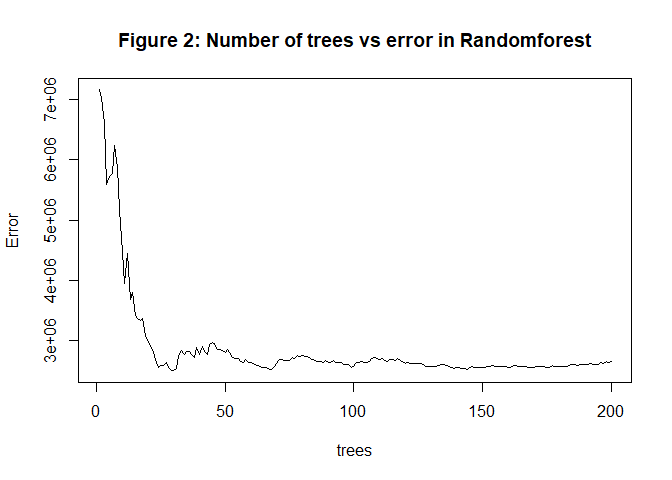 Figure 2: Number of trees vs error in Randomforest
Error
7e+06
6e+06
5e+06
4e+06
3e+06
0 50 100 150 200
trees